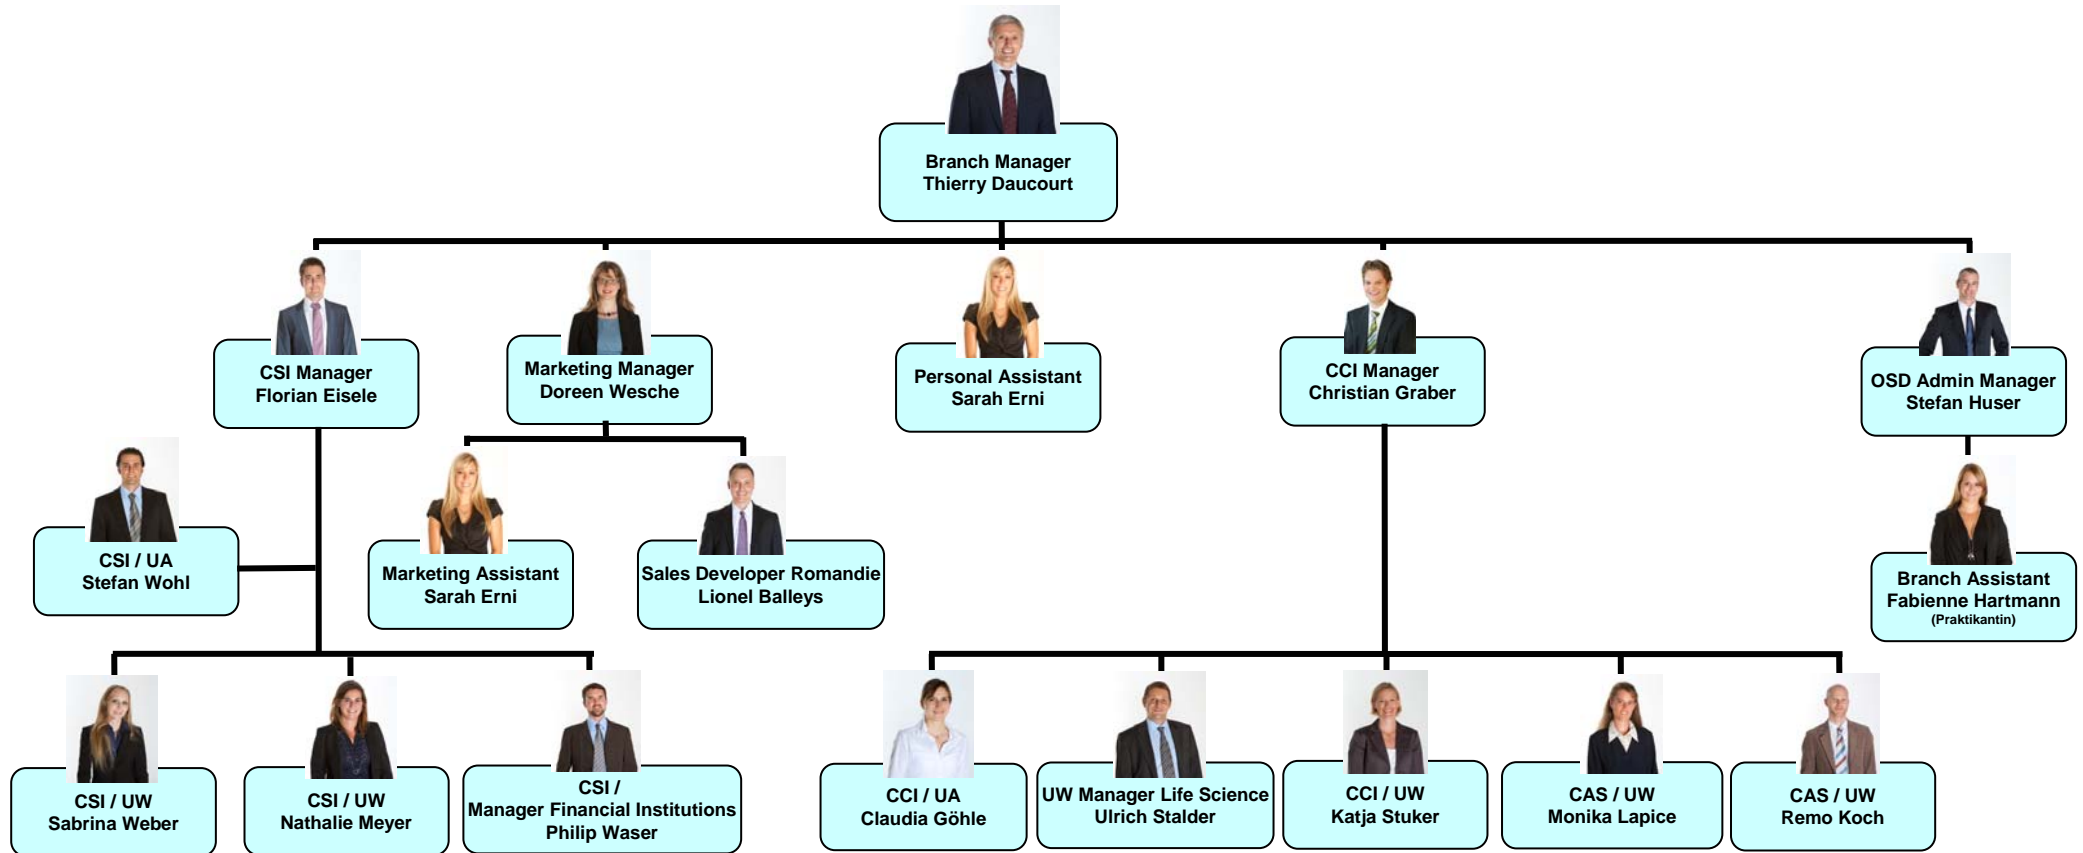 Branch Manager
Thierry Daucourt
CSI Manager
Florian Eisele
Marketing Manager
Doreen Wesche
Personal Assistant
Sarah Erni
CCI Manager
Christian Graber
OSD Admin Manager
Stefan Huser
CSI / UA
Stefan Wohl
Marketing Assistant
Sarah Erni
Sales Developer Romandie
Lionel Balleys
Branch Assistant
Fabienne Hartmann
(Praktikantin)
CSI / UW
Sabrina Weber
CSI / UW
Nathalie Meyer
CSI /
Manager Financial Institutions
Philip Waser
CCI / UA
Claudia Göhle
UW Manager Life Science
Ulrich Stalder
CCI / UW
Katja Stuker
CAS / UW
Monika Lapice
CAS / UW
Remo Koch